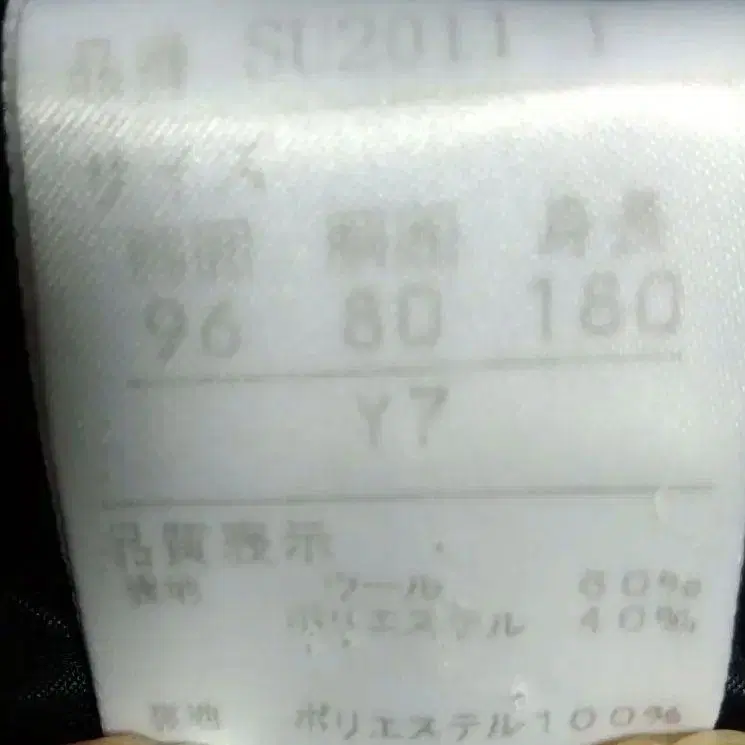 品番 SU2011 1
サイズ
胸囲 胴囲 身長
96 80 180
Y7
品質表示
表地 ウール 60%
ポリエステル 40%
裏地 ポリエステル100%